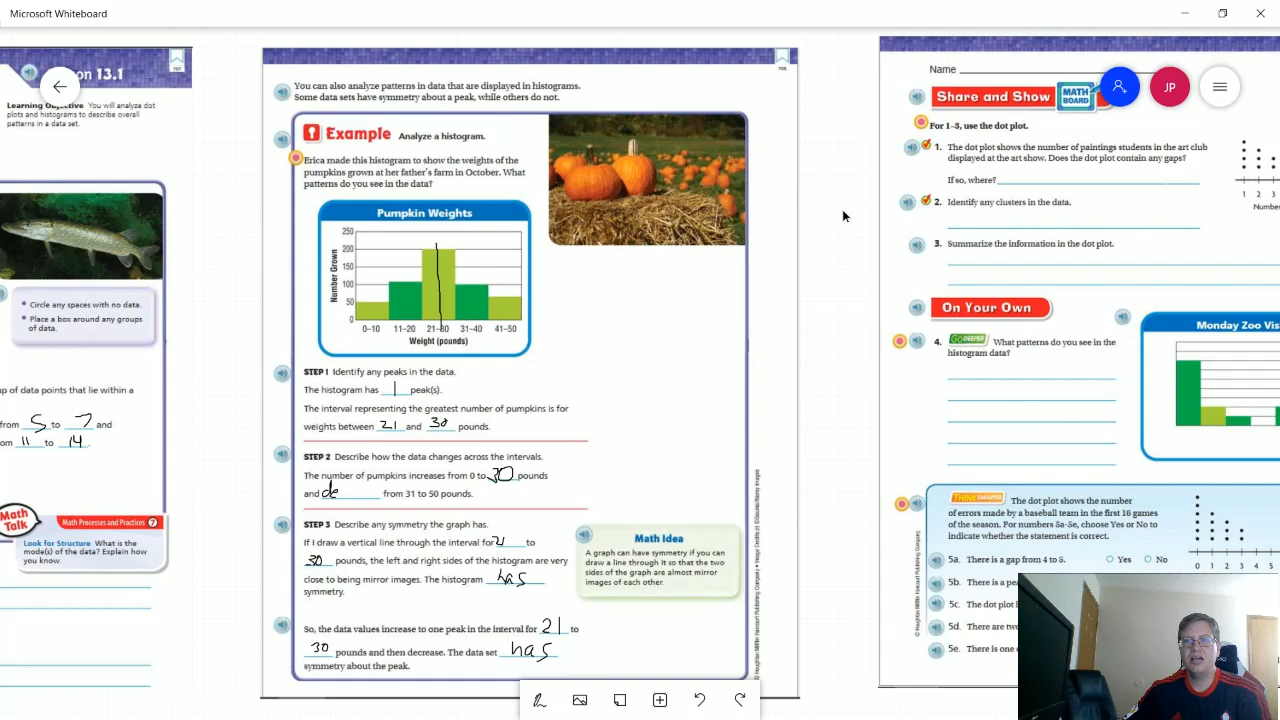 Microsoft Whiteboard
on 13.1
Learning Objective You will analyze dot
plots and histograms to describe overall
patterns in a data set.
Circle any spaces with no data.
Place a box around any groups
of data.
up of data points that lie within a
from 5 to 7 and
om 11 to 14.
Math
Talk
Math Processes and Practices 7
Look for Structure What is the
mode(s) of the data? Explain how
you know.
You can also analyze patterns in data that are displayed in histograms.
Some data sets have symmetry about a peak, while others do not.
Example Analyze a histogram.
Erica made this histogram to show the weights of the
pumpkins grown at her father's farm in October. What
patterns do you see in the data?
Pumpkin Weights
Number Grown
250
200
150
100
50
0
0–10 11–20 21–30 31–40 41–50
Weight (pounds)
STEP 1 Identify any peaks in the data.
The histogram has 1 peak(s).
The interval representing the greatest number of pumpkins is for
weights between 21 and 30 pounds.
STEP 2 Describe how the data changes across the intervals.
The number of pumpkins increases from 0 to 30 pounds
and de from 31 to 50 pounds.
STEP 3 Describe any symmetry the graph has.
If I draw a vertical line through the interval for 21 to
30 pounds, the left and right sides of the histogram are very
close to being mirror images. The histogram has
symmetry.
So, the data values increase to one peak in the interval for 21 to
30 pounds and then decrease. The data set has
symmetry about the peak.
Math Idea
A graph can have symmetry if you can
draw a line through it so that the two
sides of the graph are almost mirror
images of each other.
Name
Share and Show
MATH
BOARD
JP
For 1–3, use the dot plot.
1. The dot plot shows the number of paintings students in the art club
displayed at the art show. Does the dot plot contain any gaps?
If so, where?
1 2 3
Number
2. Identify any clusters in the data.
3. Summarize the information in the dot plot.
On Your Own
4. GO DEEPER What patterns do you see in the
histogram data?
Monday Zoo Vis
THINK SMARTER The dot plot shows the number
of errors made by a baseball team in the first 16 games
of the season. For numbers 5a–5e, choose Yes or No to
indicate whether the statement is correct.
0 1 2 3 4 5
5a. There is a gap from 4 to 5. Yes No
5b. There is a pea
5c. The dot plot h
5d. There are two
5e. There is one c
© Houghton Mifflin Harcourt Publishing Company